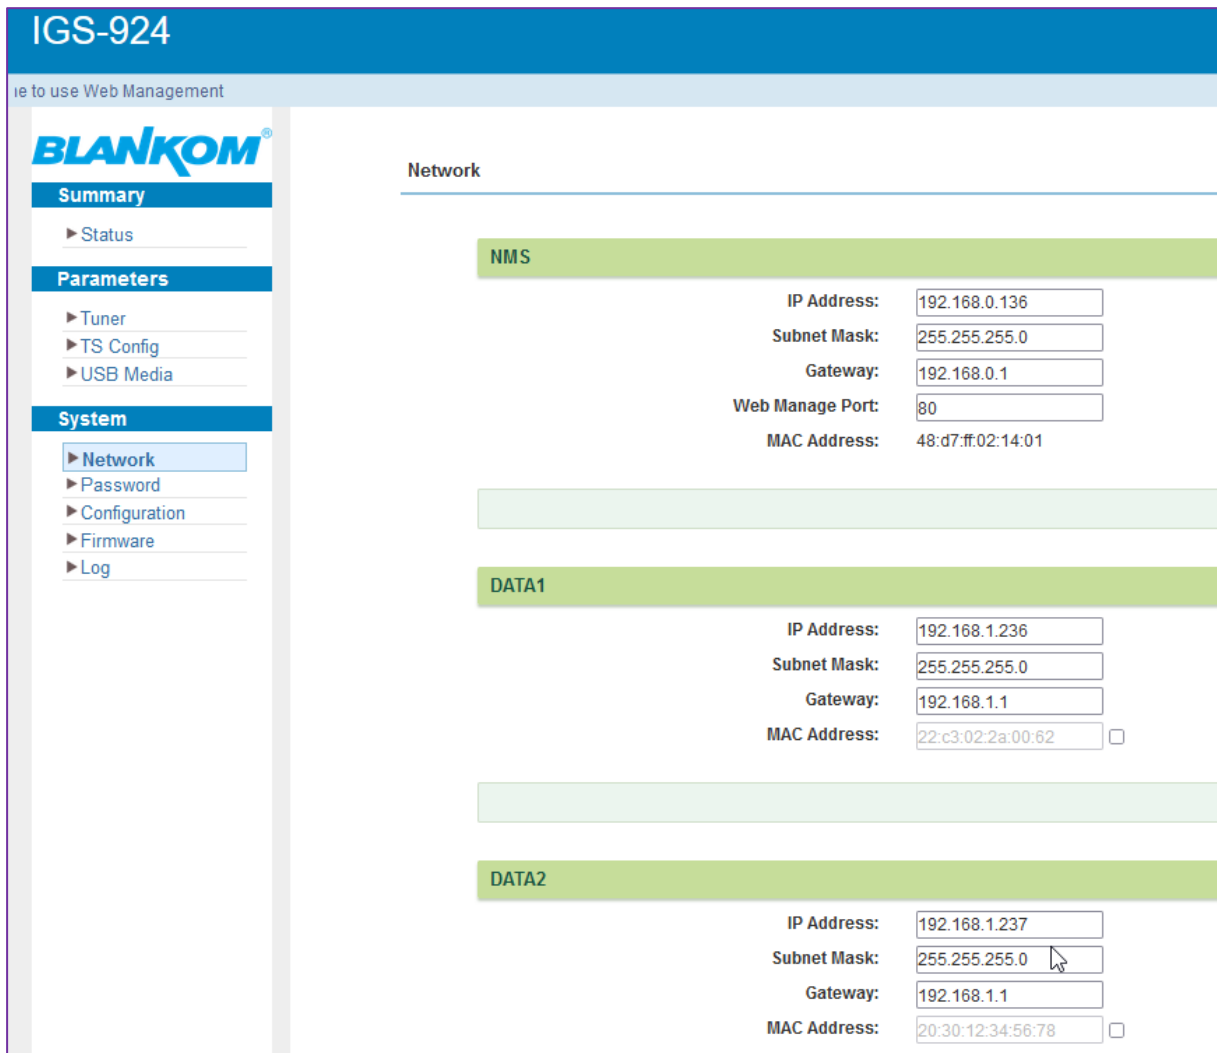 IGS-924
e to use Web Management
BLANKOM®
Summary
Status
Parameters
Tuner
TS Config
USB Media
System
Network
Password
Configuration
Firmware
Log
Network
NMS
IP Address: 192.168.0.136
Subnet Mask: 255.255.255.0
Gateway: 192.168.0.1
Web Manage Port: 80
MAC Address: 48:d7:ff:02:14:01
DATA1
IP Address: 192.168.1.236
Subnet Mask: 255.255.255.0
Gateway: 192.168.1.1
MAC Address: 22:c3:02:2a:00:62
DATA2
IP Address: 192.168.1.237
Subnet Mask: 255.255.255.0
Gateway: 192.168.1.1
MAC Address: 20:30:12:34:56:78